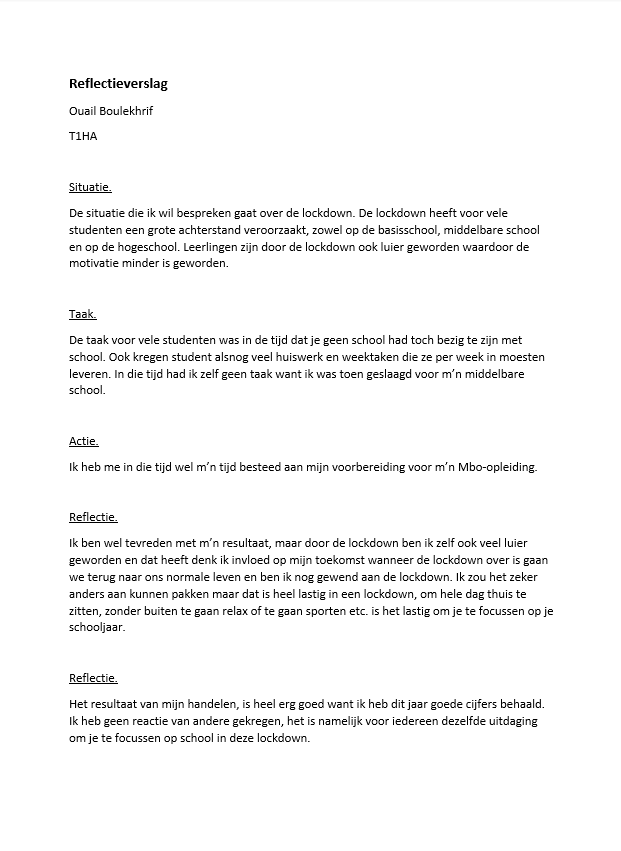 Reflectieverslag
Ouail Boulekhrif
T1HA
Situatie.
De situatie die ik wil bespreken gaat over de lockdown. De lockdown heeft voor vele
studenten een grote achterstand veroorzaakt, zowel op de basisschool, middelbare school
en op de hogeschool. Leerlingen zijn door de lockdown ook luier geworden waardoor de
motivatie minder is geworden.
Taak.
De taak voor vele studenten was in de tijd dat je geen school had toch bezig te zijn met
school. Ook kregen student alsnog veel huiswerk en weektaken die ze per week in moesten
leveren. In die tijd had ik zelf geen taak want ik was toen geslaagd voor m’n middelbare
school.
Actie.
Ik heb me in die tijd wel m’n tijd besteed aan mijn voorbereiding voor m’n Mbo-opleiding.
Reflectie.
Ik ben wel tevreden met m’n resultaat, maar door de lockdown ben ik zelf ook veel luier
geworden en dat heeft denk ik invloed op mijn toekomst wanneer de lockdown over is gaan
we terug naar ons normale leven en ben ik nog gewend aan de lockdown. Ik zou het zeker
anders aan kunnen pakken maar dat is heel lastig in een lockdown, om hele dag thuis te
zitten, zonder buiten te gaan relax of te gaan sporten etc. is het lastig om je te focussen op je
schooljaar.
Reflectie.
Het resultaat van mijn handelen, is heel erg goed want ik heb dit jaar goede cijfers behaald.
Ik heb geen reactie van andere gekregen, het is namelijk voor iedereen dezelfde uitdaging
om je te focussen op school in deze lockdown.